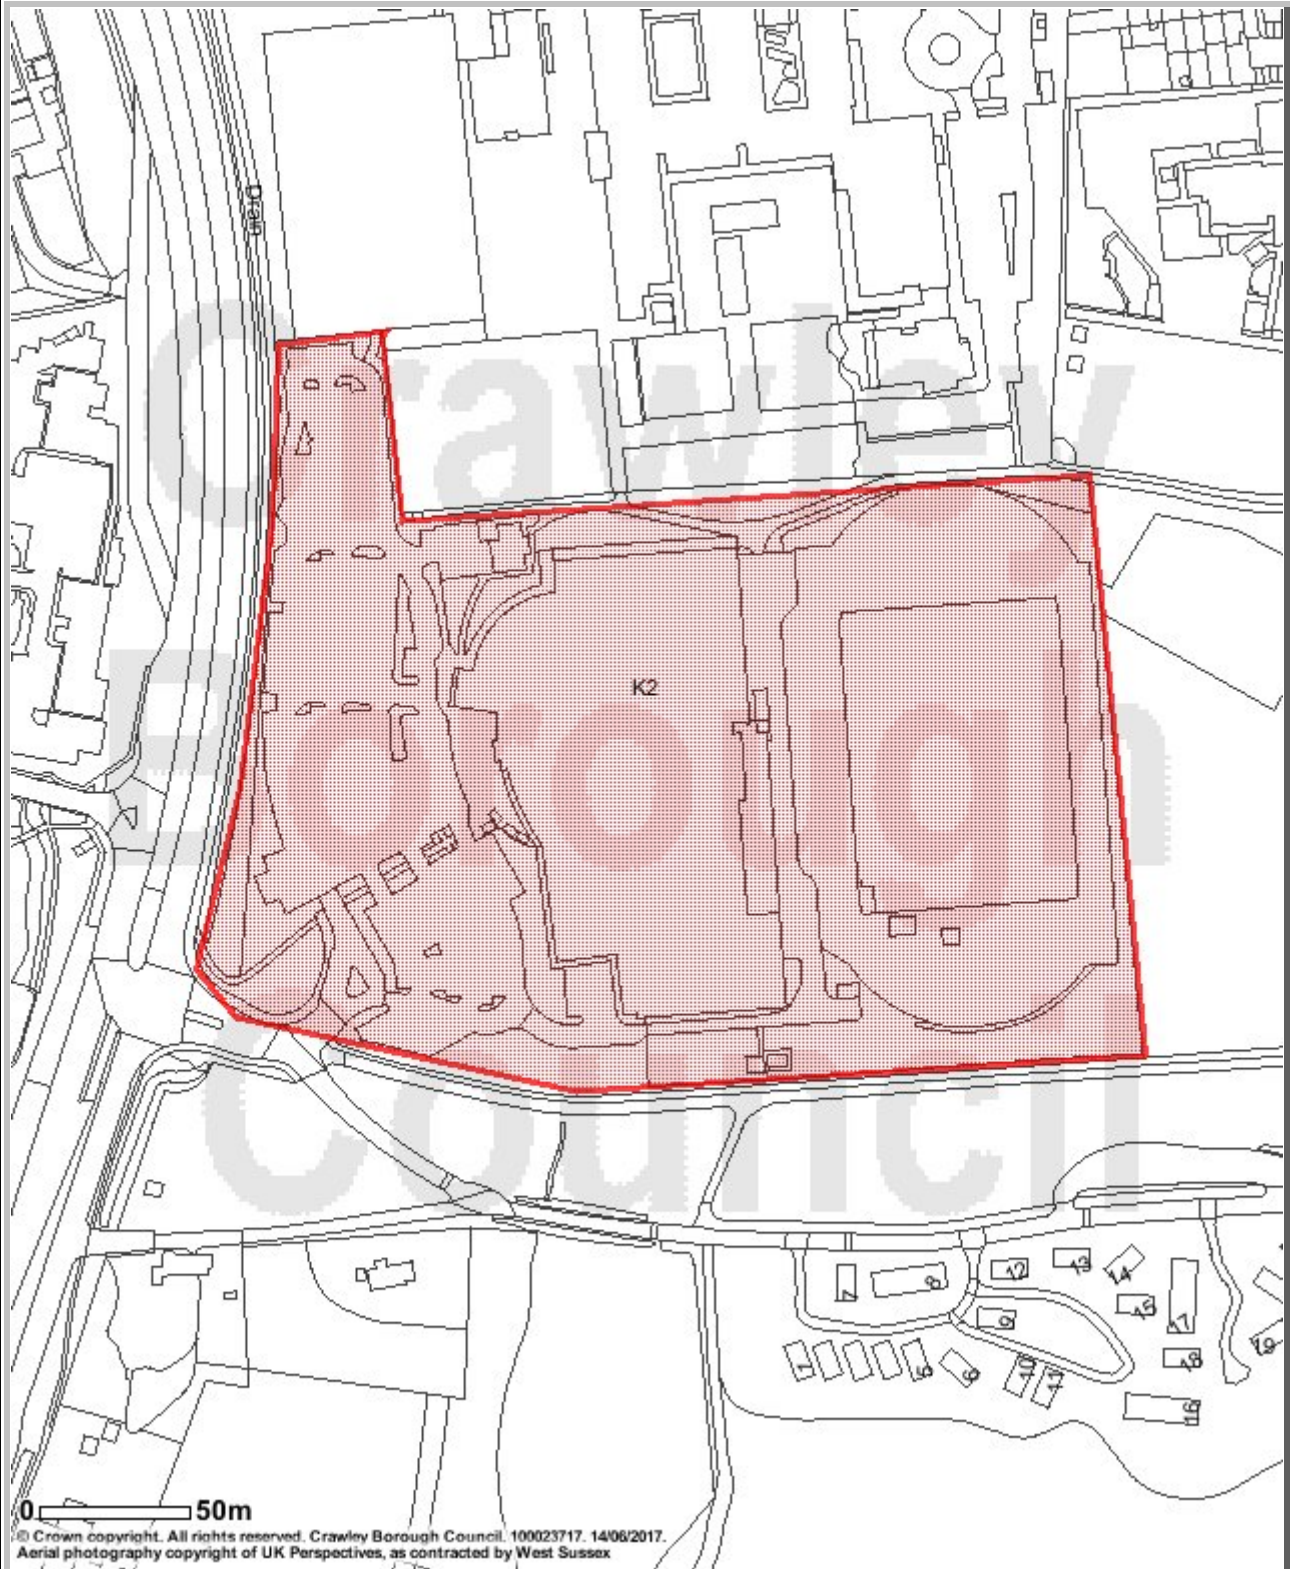 Drain
Crawley
K2
Borough
Council
12
13
14
7
8
15
9
17
1
5
6
10
11
18
19
16
0 50m
© Crown copyright. All rights reserved. Crawley Borough Council. 100023717. 14/06/2017.
Aerial photography copyright of UK Perspectives, as contracted by West Sussex